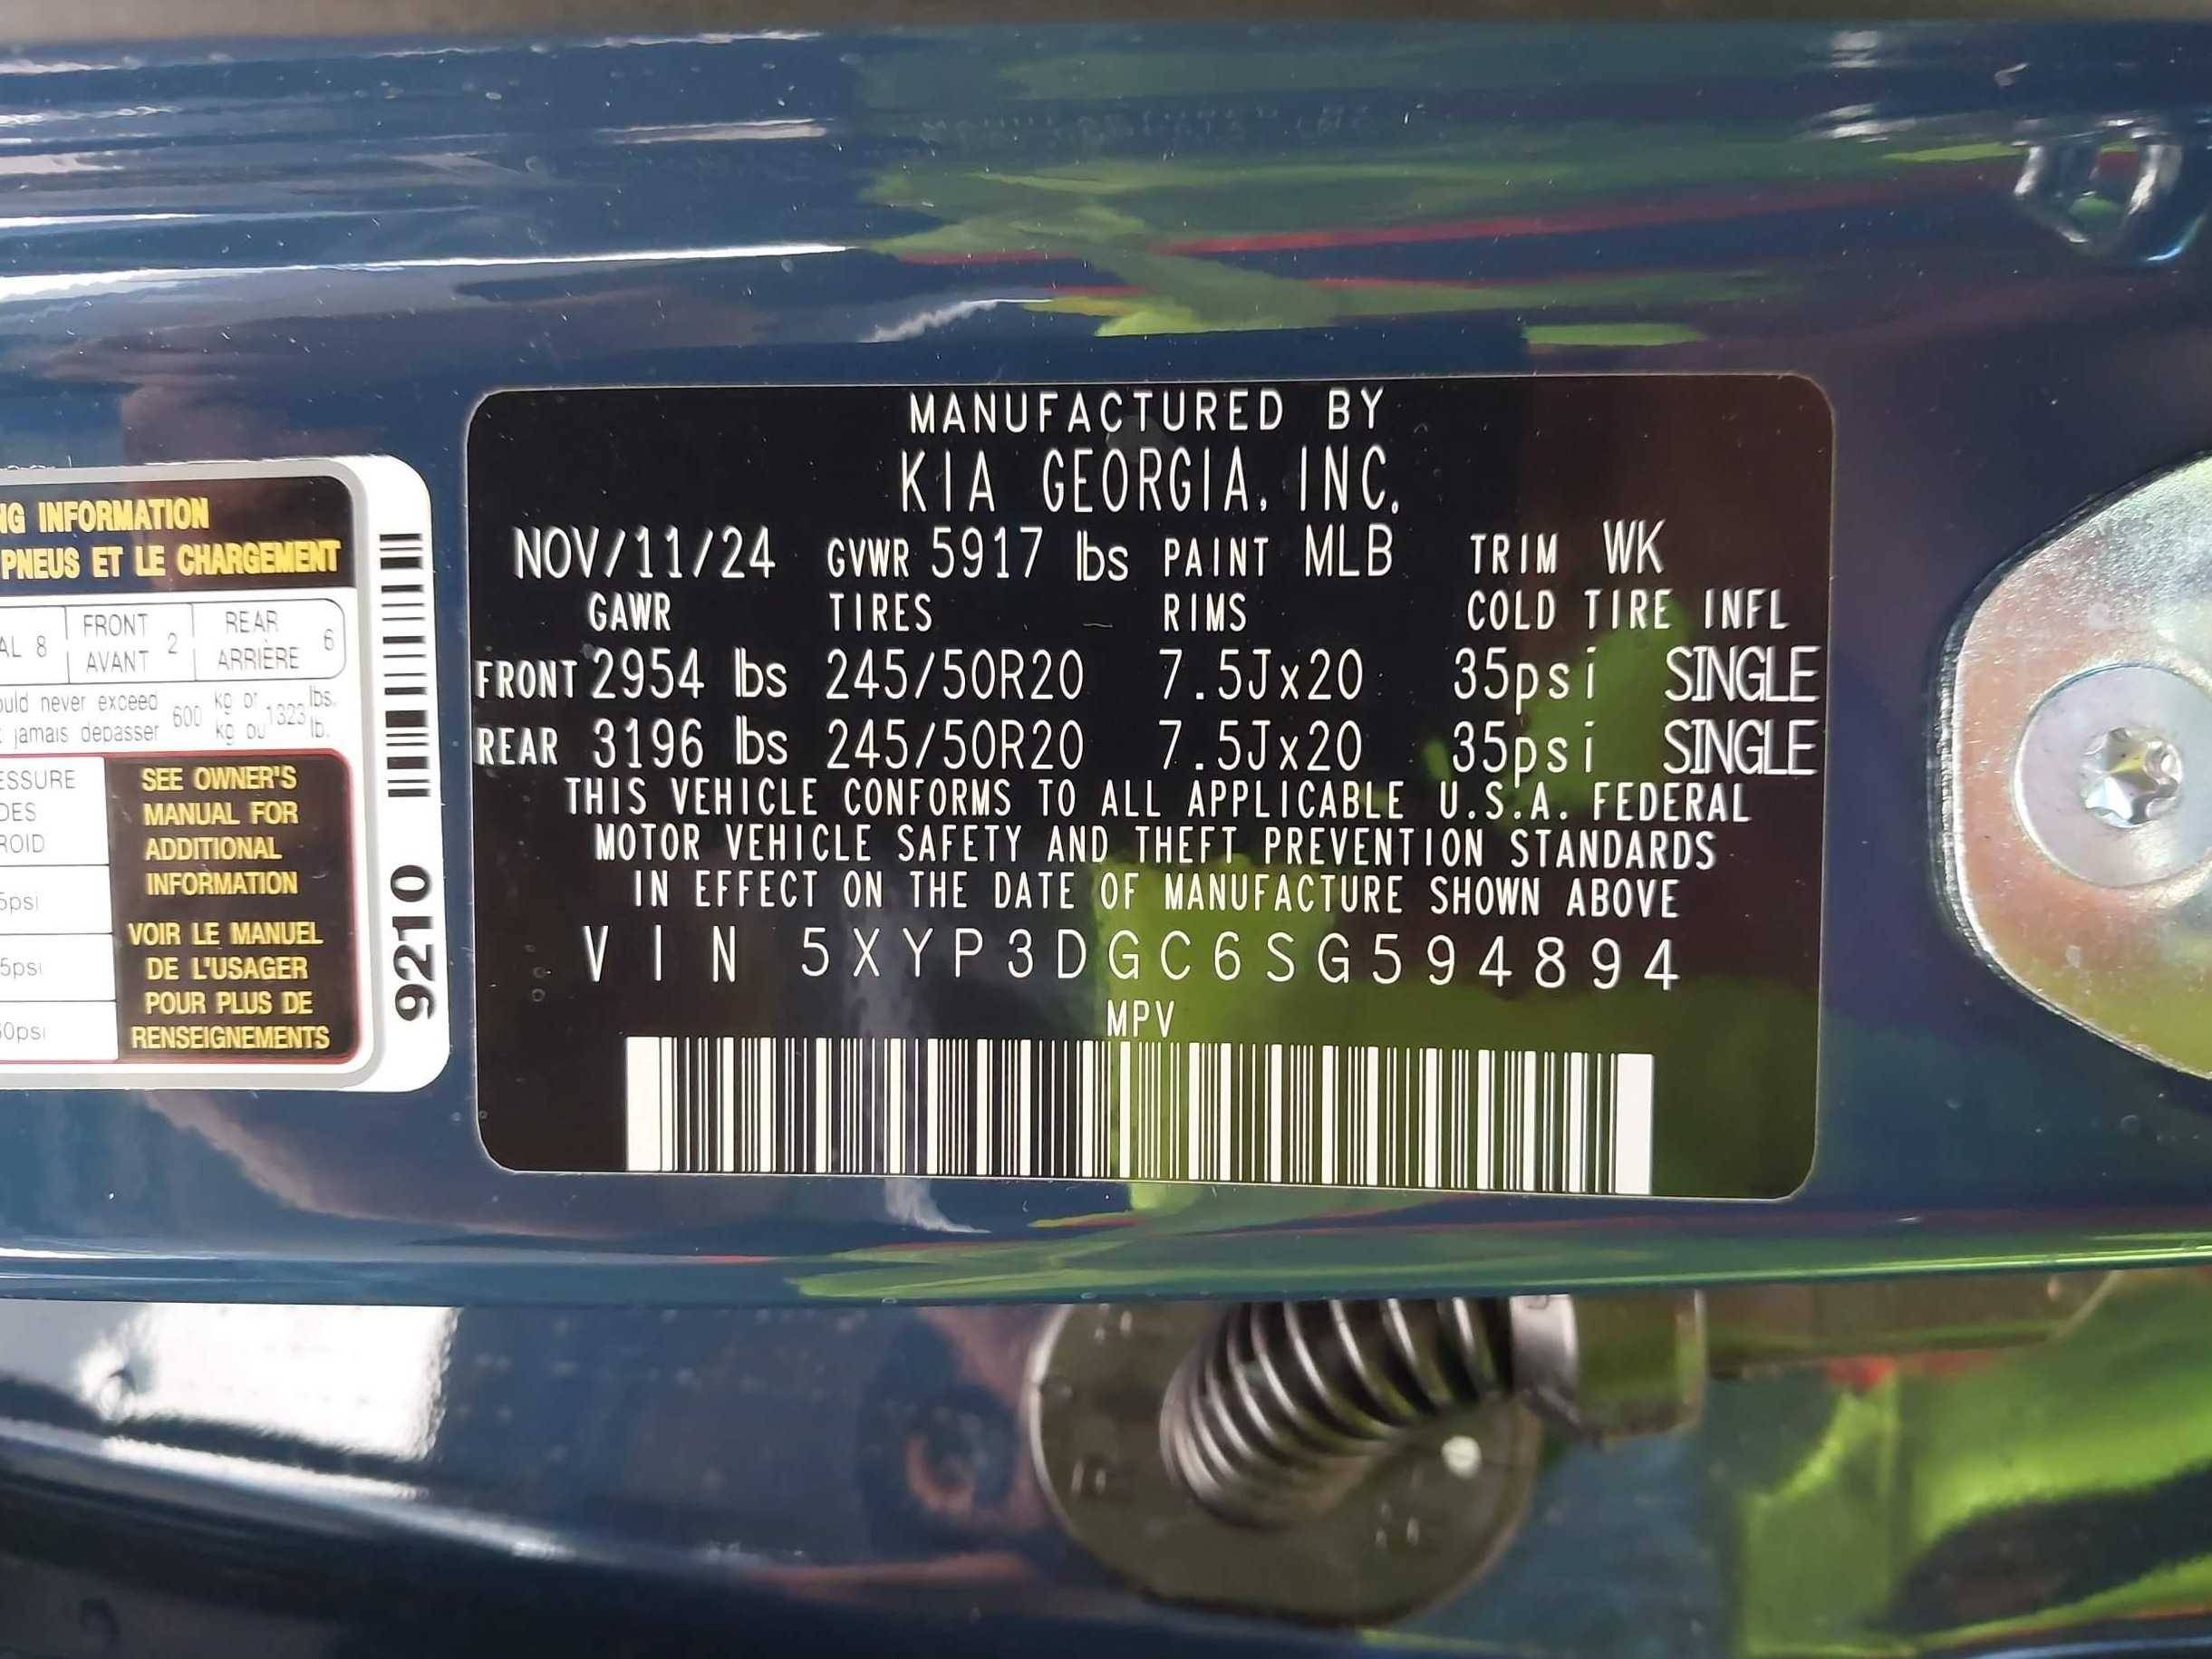 MANUFACTURED BY
KIA GEORGIA, INC.
NOV/11/24 GVWR 5917 lbs PAINT MLB TRIM WK
GAWR TIRES RIMS COLD TIRE INFL
FRONT 2954 lbs 245/50R20 7.5Jx20 35psi SINGLE
REAR 3196 lbs 245/50R20 7.5Jx20 35psi SINGLE
THIS VEHICLE CONFORMS TO ALL APPLICABLE U.S.A. FEDERAL
MOTOR VEHICLE SAFETY AND THEFT PREVENTION STANDARDS
IN EFFECT ON THE DATE OF MANUFACTURE SHOWN ABOVE
VIN 5XYP3DGC6SG594894
MPV
INFORMATION
PNEUS ET LE CHARGEMENT
8 FRONT 2 REAR 6
AVANT ARRIÈRE
never exceed 600 kg or 1323 lbs.
jamais dépasser kg ou lb.
SEE OWNER'S
MANUAL FOR
ADDITIONAL
INFORMATION
VOIR LE MANUEL
DE L'USAGER
POUR PLUS DE
RENSEIGNEMENTS
9210